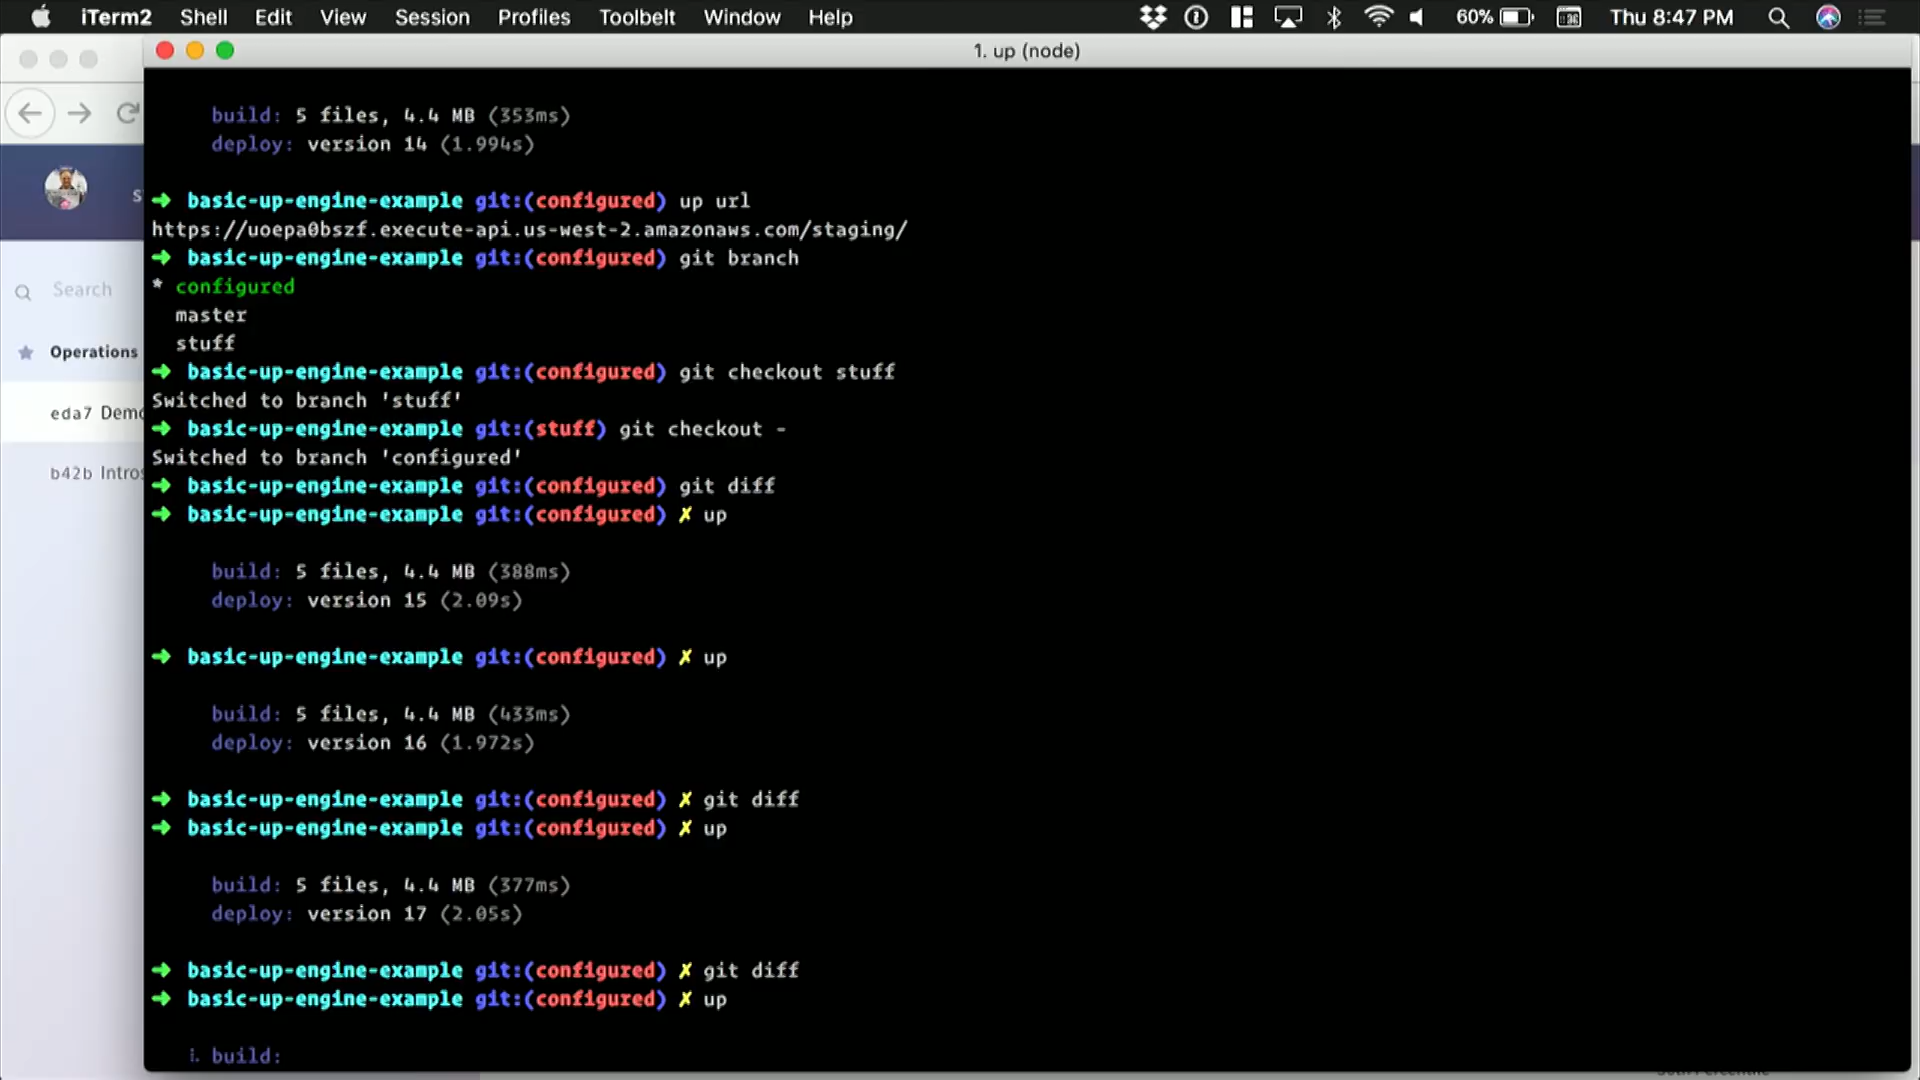 iTerm2 Shell Edit View Session Profiles Toolbelt Window Help 60% Thu 8:47 PM
1. up (node)
build: 5 files, 4.4 MB (353ms)
deploy: version 14 (1.994s)
➜ basic-up-engine-example git:(configured) up url
https://uoepa0bszf.execute-api.us-west-2.amazonaws.com/staging/
➜ basic-up-engine-example git:(configured) git branch
* configured
master
stuff
➜ basic-up-engine-example git:(configured) git checkout stuff
Switched to branch 'stuff'
➜ basic-up-engine-example git:(stuff) git checkout -
Switched to branch 'configured'
➜ basic-up-engine-example git:(configured) git diff
➜ basic-up-engine-example git:(configured) ✗ up
build: 5 files, 4.4 MB (388ms)
deploy: version 15 (2.09s)
➜ basic-up-engine-example git:(configured) ✗ up
build: 5 files, 4.4 MB (433ms)
deploy: version 16 (1.972s)
➜ basic-up-engine-example git:(configured) ✗ git diff
➜ basic-up-engine-example git:(configured) ✗ up
build: 5 files, 4.4 MB (377ms)
deploy: version 17 (2.05s)
➜ basic-up-engine-example git:(configured) ✗ git diff
➜ basic-up-engine-example git:(configured) ✗ up
build:
Search
Operations
eda7 Demo
b42b Intros